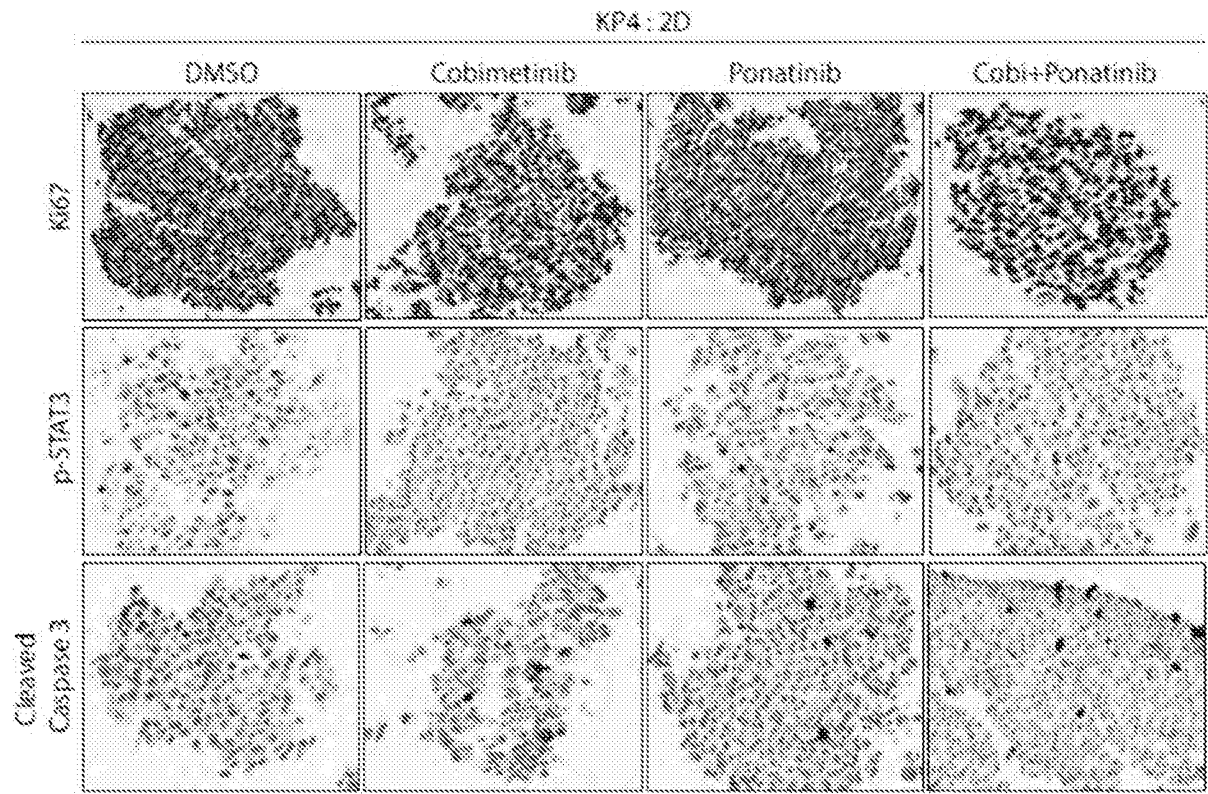 KP4 : 2D
DMSO
Cobimetinib
Ponatinib
Cobi+Ponatinib
Ki67
p-STAT3
Cleaved
Caspase 3